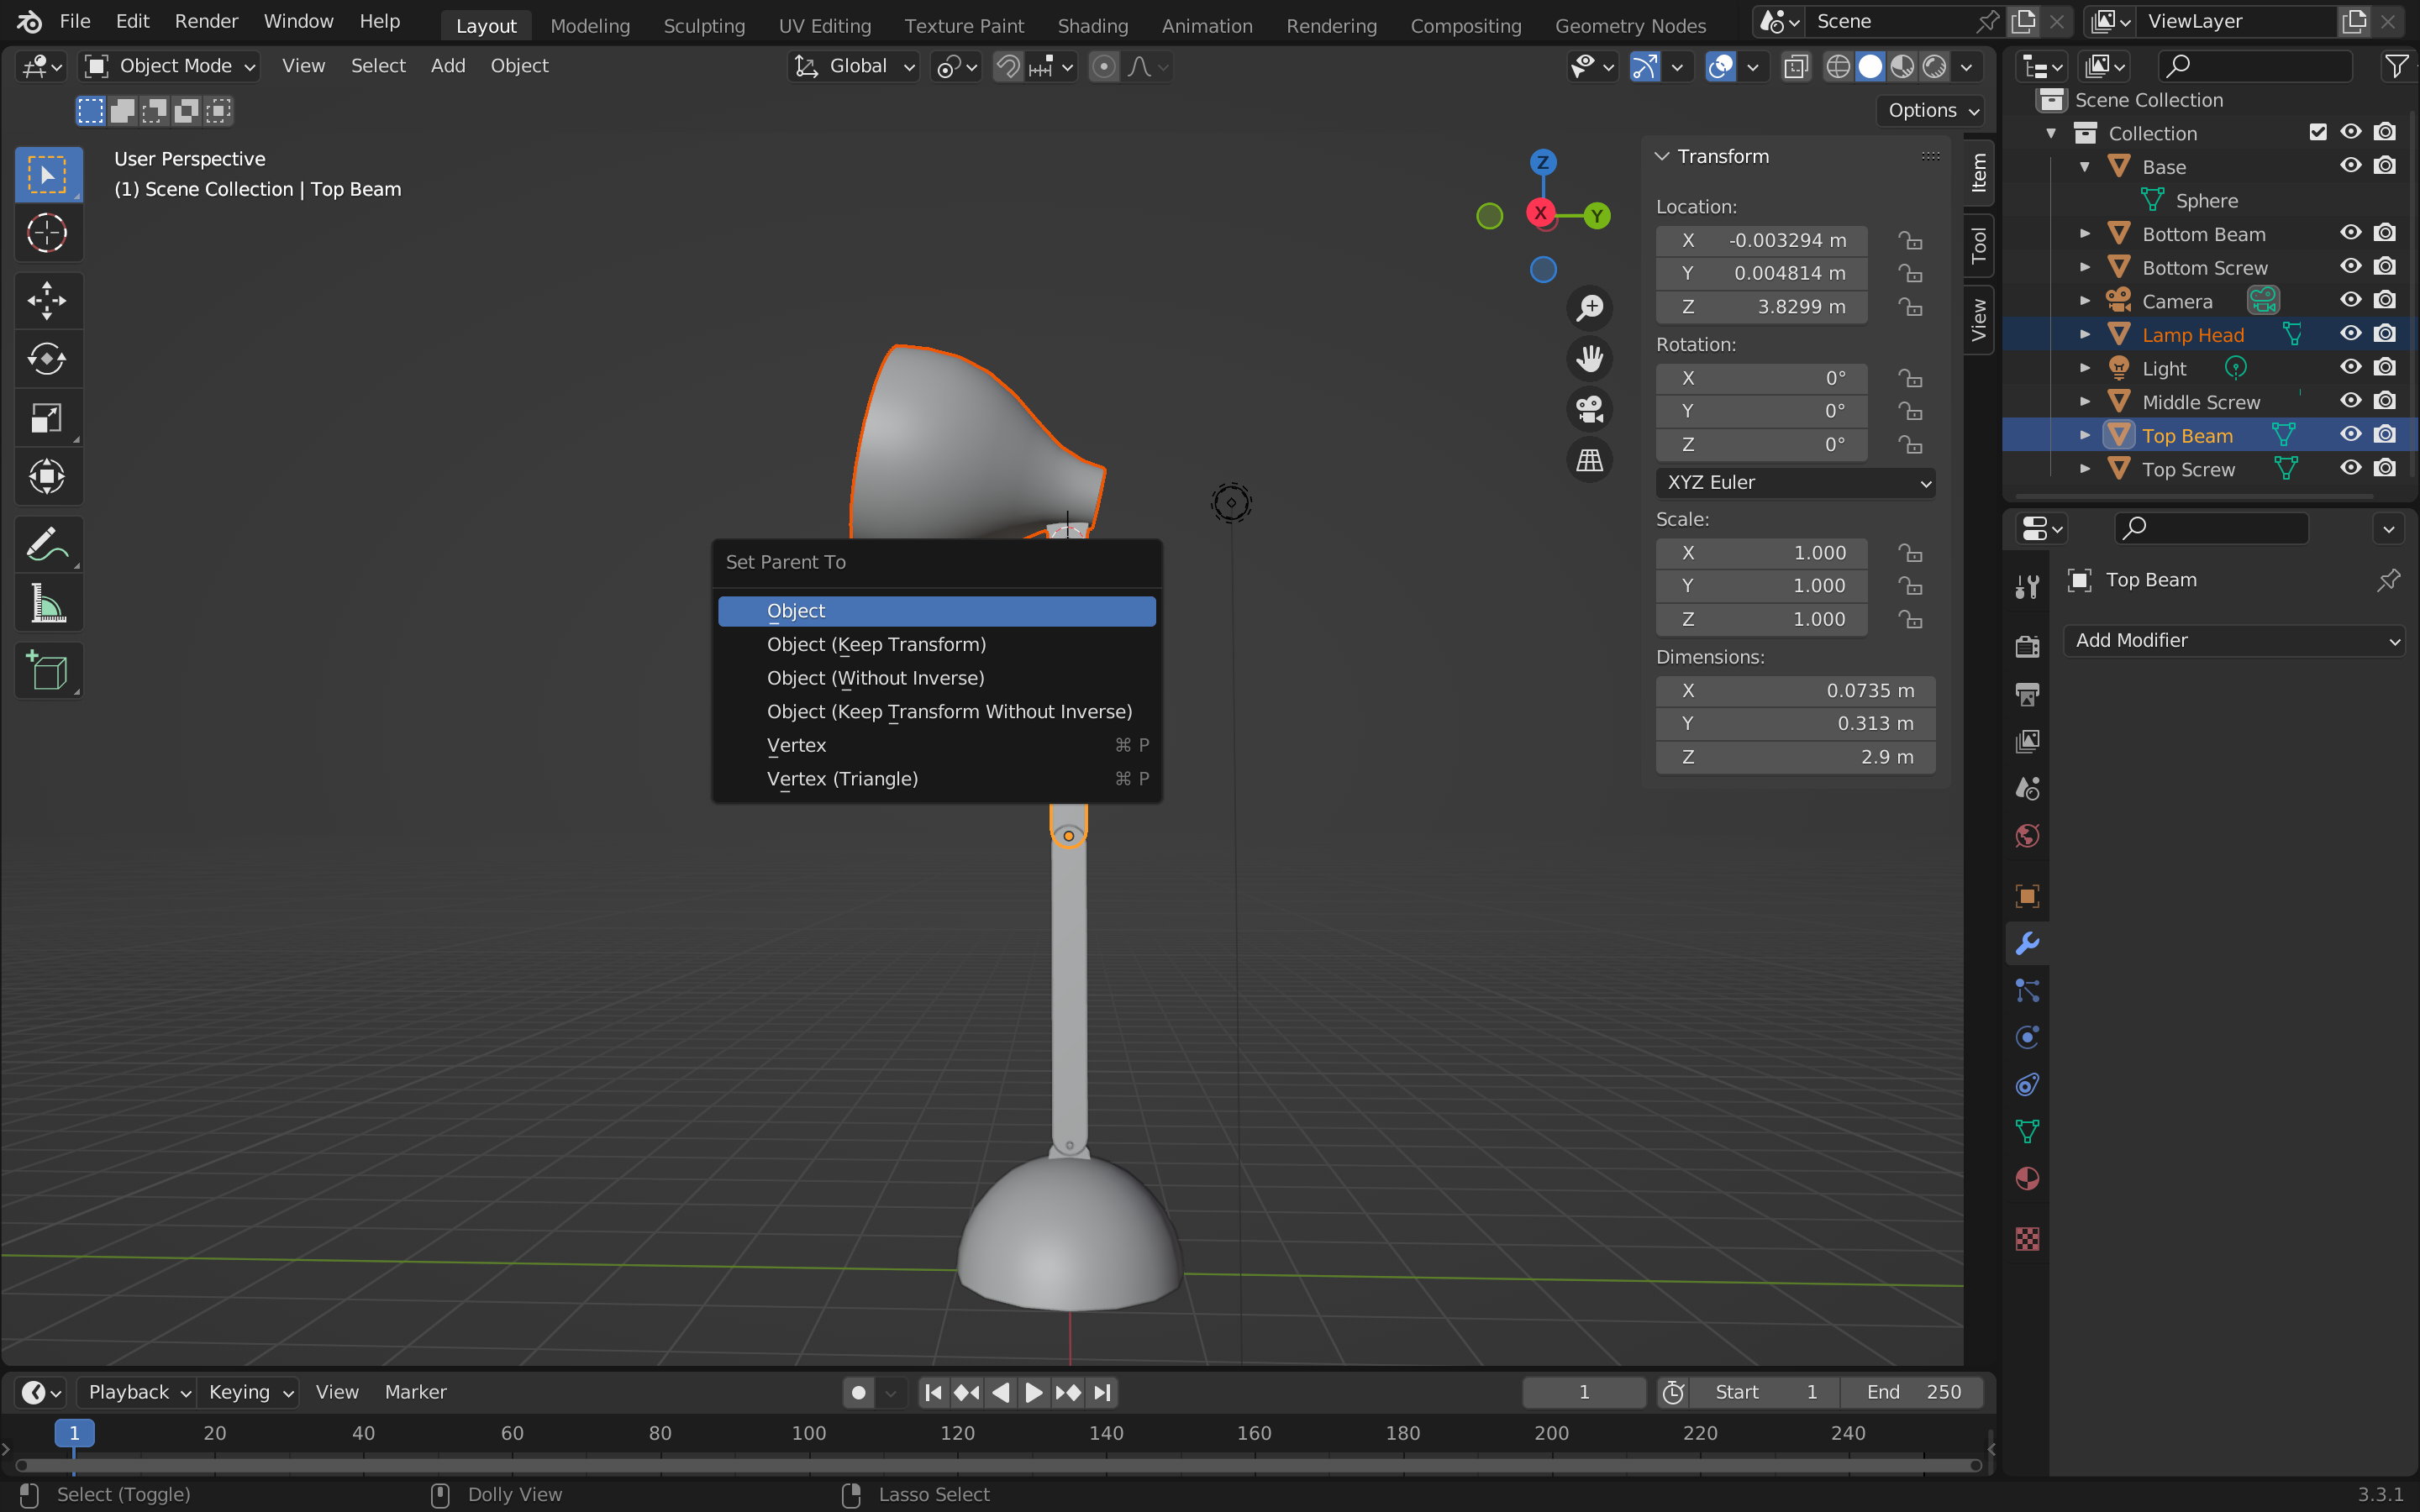 File Edit Render Window Help Layout Modeling Sculpting UV Editing Texture Paint Shading Animation Rendering Compositing Geometry Nodes Scene ViewLayer
Object Mode View Select Add Object Global
Options
User Perspective
(1) Scene Collection | Top Beam
Z
X
Y
Item
Tool
View
Transform
Location:
X -0.003294 m
Y 0.004814 m
Z 3.8299 m
Rotation:
X 0°
Y 0°
Z 0°
XYZ Euler
Scale:
X 1.000
Y 1.000
Z 1.000
Dimensions:
X 0.0735 m
Y 0.313 m
Z 2.9 m
Set Parent To
Object
Object (Keep Transform)
Object (Without Inverse)
Object (Keep Transform Without Inverse)
Vertex ⌘ P
Vertex (Triangle) ⌘ P
Scene Collection
Collection
Base
Sphere
Bottom Beam
Bottom Screw
Camera
Lamp Head
Light
Middle Screw
Top Beam
Top Screw
Top Beam
Add Modifier
Playback Keying View Marker 1 Start 1 End 250
1 20 40 60 80 100 120 140 160 180 200 220 240
Select (Toggle) Dolly View Lasso Select 3.3.1